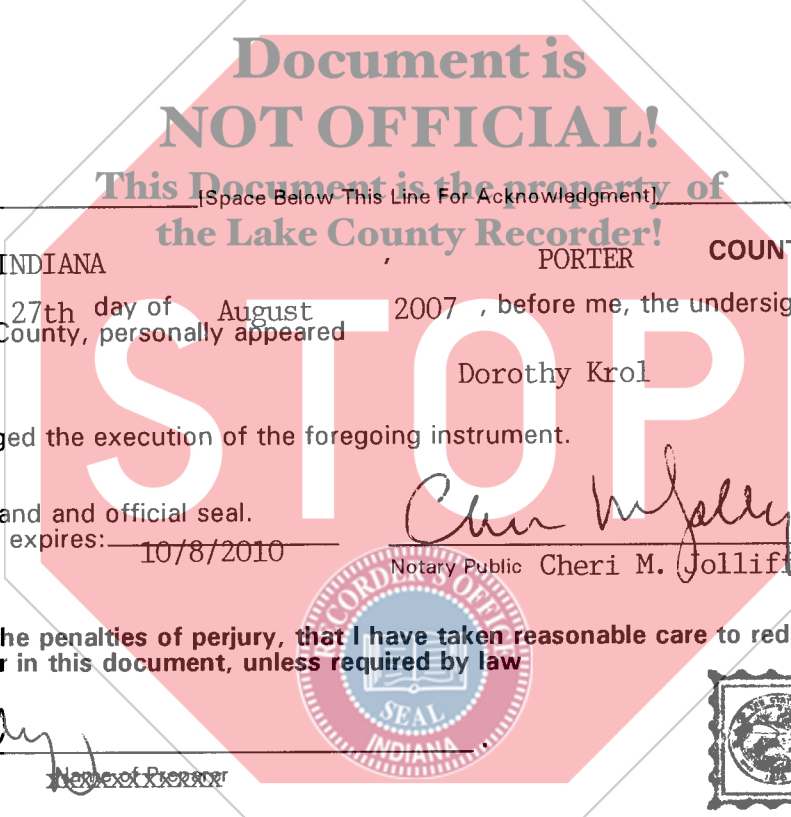 Document is
NOT OFFICIAL!
This Document is the property of
the Lake County Recorder!
[Space Below This Line For Acknowledgment]
INDIANA , PORTER COUNT
27th day of August 2007 , before me, the undersig
County, personally appeared
Dorothy Krol
ged the execution of the foregoing instrument.
STOP
and and official seal.
expires: 10/8/2010
Notary Public Cheri M. Jolliff
he penalties of perjury, that I have taken reasonable care to red
r in this document, unless required by law
RECORDER'S OFFICE
SEAL
INDIANA
Name of Preparer